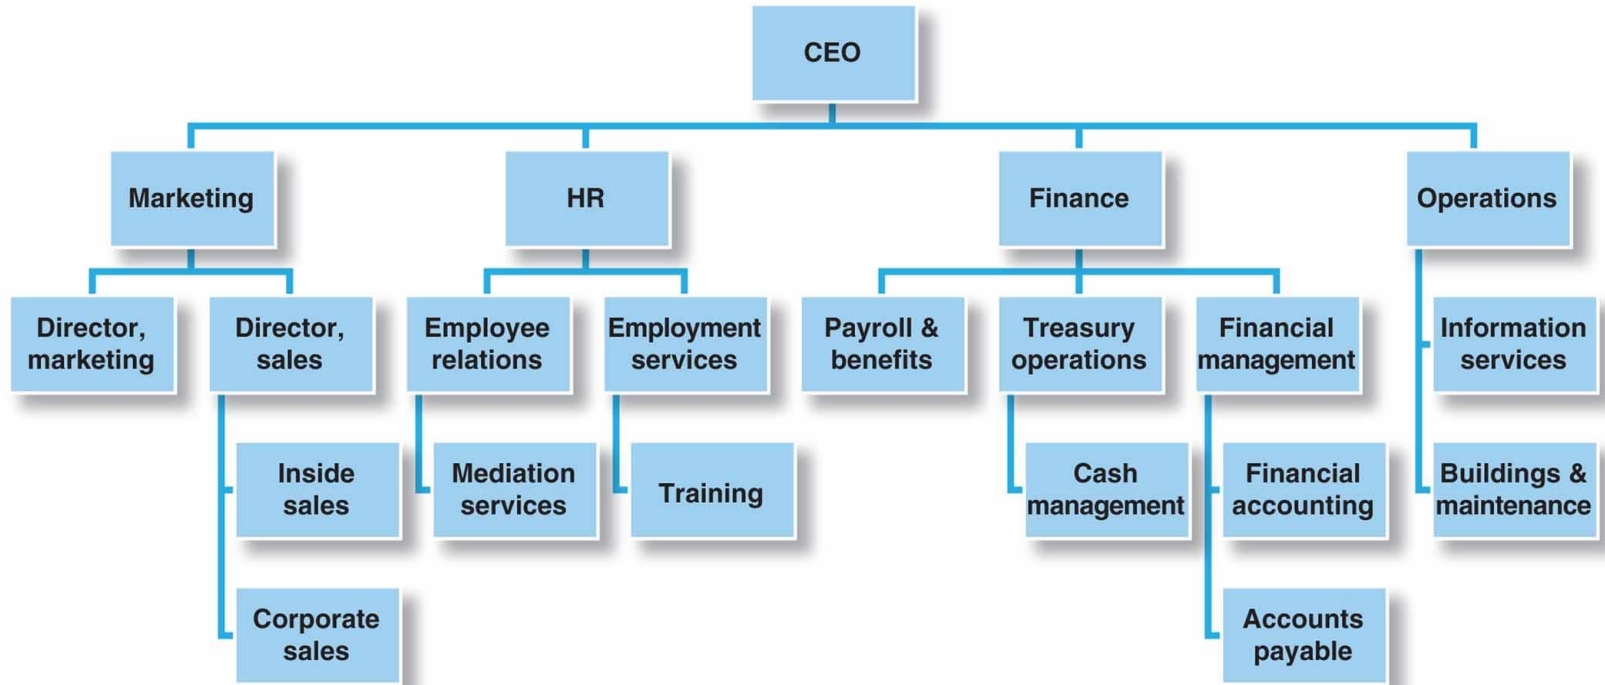 CEO
Marketing
HR
Finance
Operations
Director,
marketing
Director,
sales
Employee
relations
Employment
services
Payroll &
benefits
Treasury
operations
Financial
management
Information
services
Inside
sales
Mediation
services
Training
Cash
management
Financial
accounting
Buildings &
maintenance
Corporate
sales
Accounts
payable